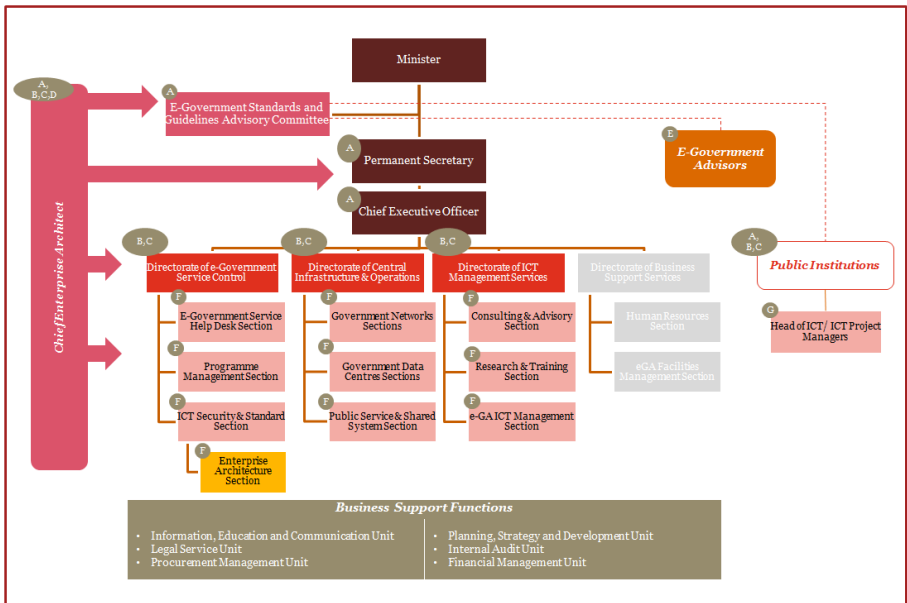 Minister
A,
B,C,D
A
E-Government Standards and
Guidelines Advisory Committee
E
E-Government
Advisors
A
Permanent Secretary
A
Chief Executive Officer
Chief Enterprise Architect
B,C
Directorate of e-Government
Service Control
B,C
Directorate of Central
Infrastructure & Operations
B,C
Directorate of ICT
Management Services
Directorate of Business
Support Services
A,
B,C
Public Institutions
F
E-Government Service
Help Desk Section
F
Government Networks
Sections
F
Consulting & Advisory
Section
Human Resources
Section
G
Head of ICT/ ICT Project
Managers
F
Programme
Management Section
F
Government Data
Centres Sections
F
Research & Training
Section
eGA Facilities
Management Section
F
ICT Security & Standard
Section
F
Public Service & Shared
System Section
F
e-GA ICT Management
Section
F
Enterprise
Architecture
Section
Business Support Functions
• Information, Education and Communication Unit
• Legal Service Unit
• Procurement Management Unit
• Planning, Strategy and Development Unit
• Internal Audit Unit
• Financial Management Unit